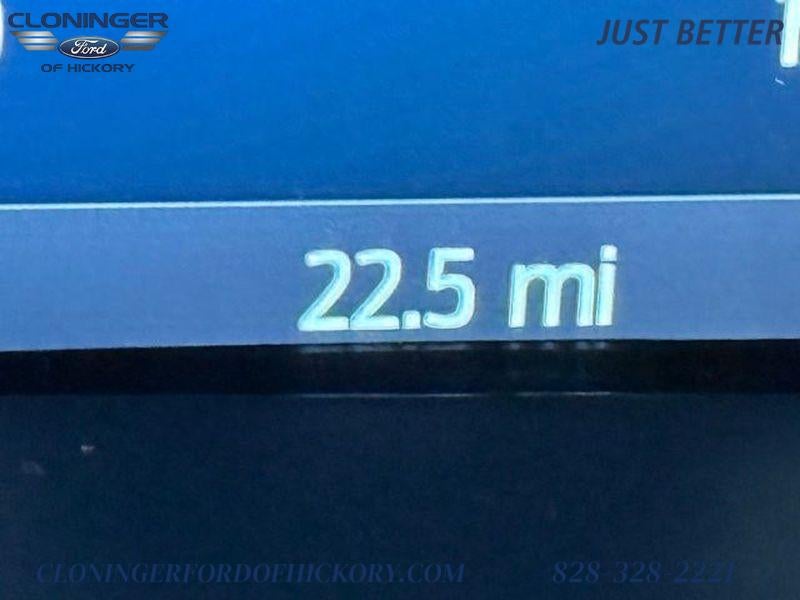 CLONINGER
Ford
OF HICKORY
JUST BETTER
22.5 mi
CLONINGERFORDOFHICKORY.COM 828-328-2221